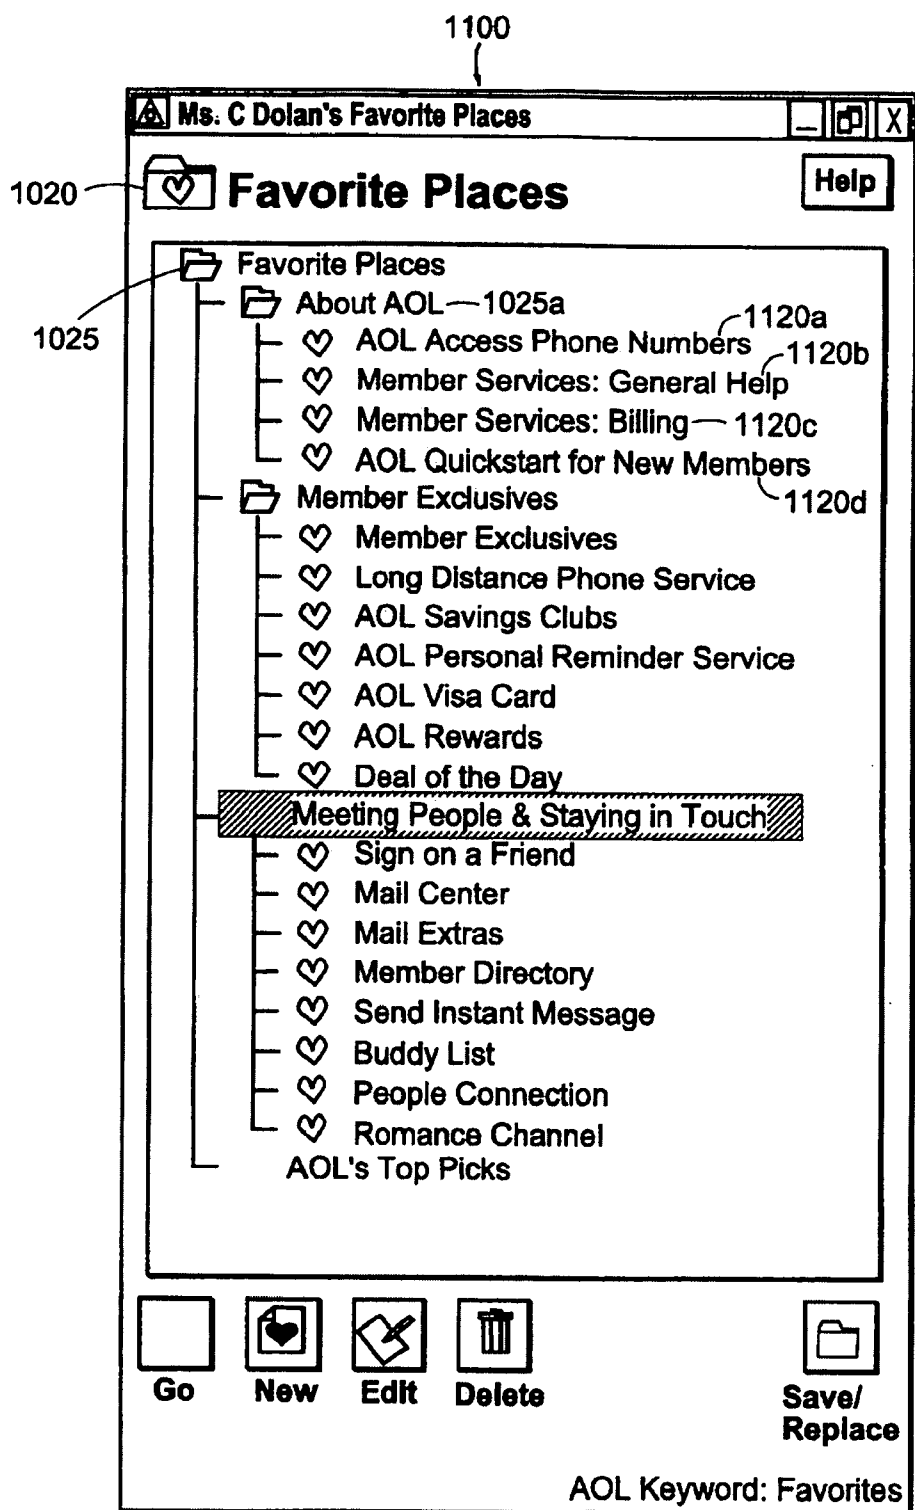 1100
Ms. C Dolan's Favorite Places
X
1020
Favorite Places
Help
Favorite Places
1025
About AOL
1025a
AOL Access Phone Numbers
1120a
Member Services: General Help
1120b
Member Services: Billing
1120c
AOL Quickstart for New Members
1120d
Member Exclusives
Member Exclusives
Long Distance Phone Service
AOL Savings Clubs
AOL Personal Reminder Service
AOL Visa Card
AOL Rewards
Deal of the Day
Meeting People & Staying in Touch
Sign on a Friend
Mail Center
Mail Extras
Member Directory
Send Instant Message
Buddy List
People Connection
Romance Channel
AOL's Top Picks
Go
New
Edit
Delete
Save/
Replace
AOL Keyword: Favorites